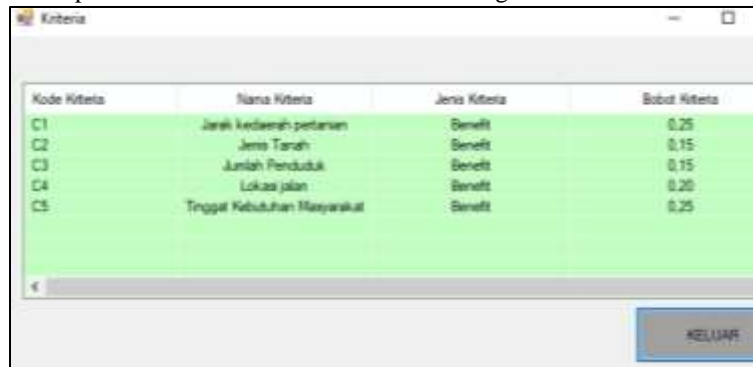 Kriteria
Kode Kriteria Nama Kriteria Jenis Kriteria Bobot Kriteria
C1 Jarak kedaerah pertanian Benefit 0,25
C2 Jenis Tanah Benefit 0,15
C3 Jumlah Penduduk Benefit 0,15
C4 Lokasi jalan Benefit 0,20
C5 Tinggat Kebutuhan Masyarakat Benefit 0,25
KELUAR